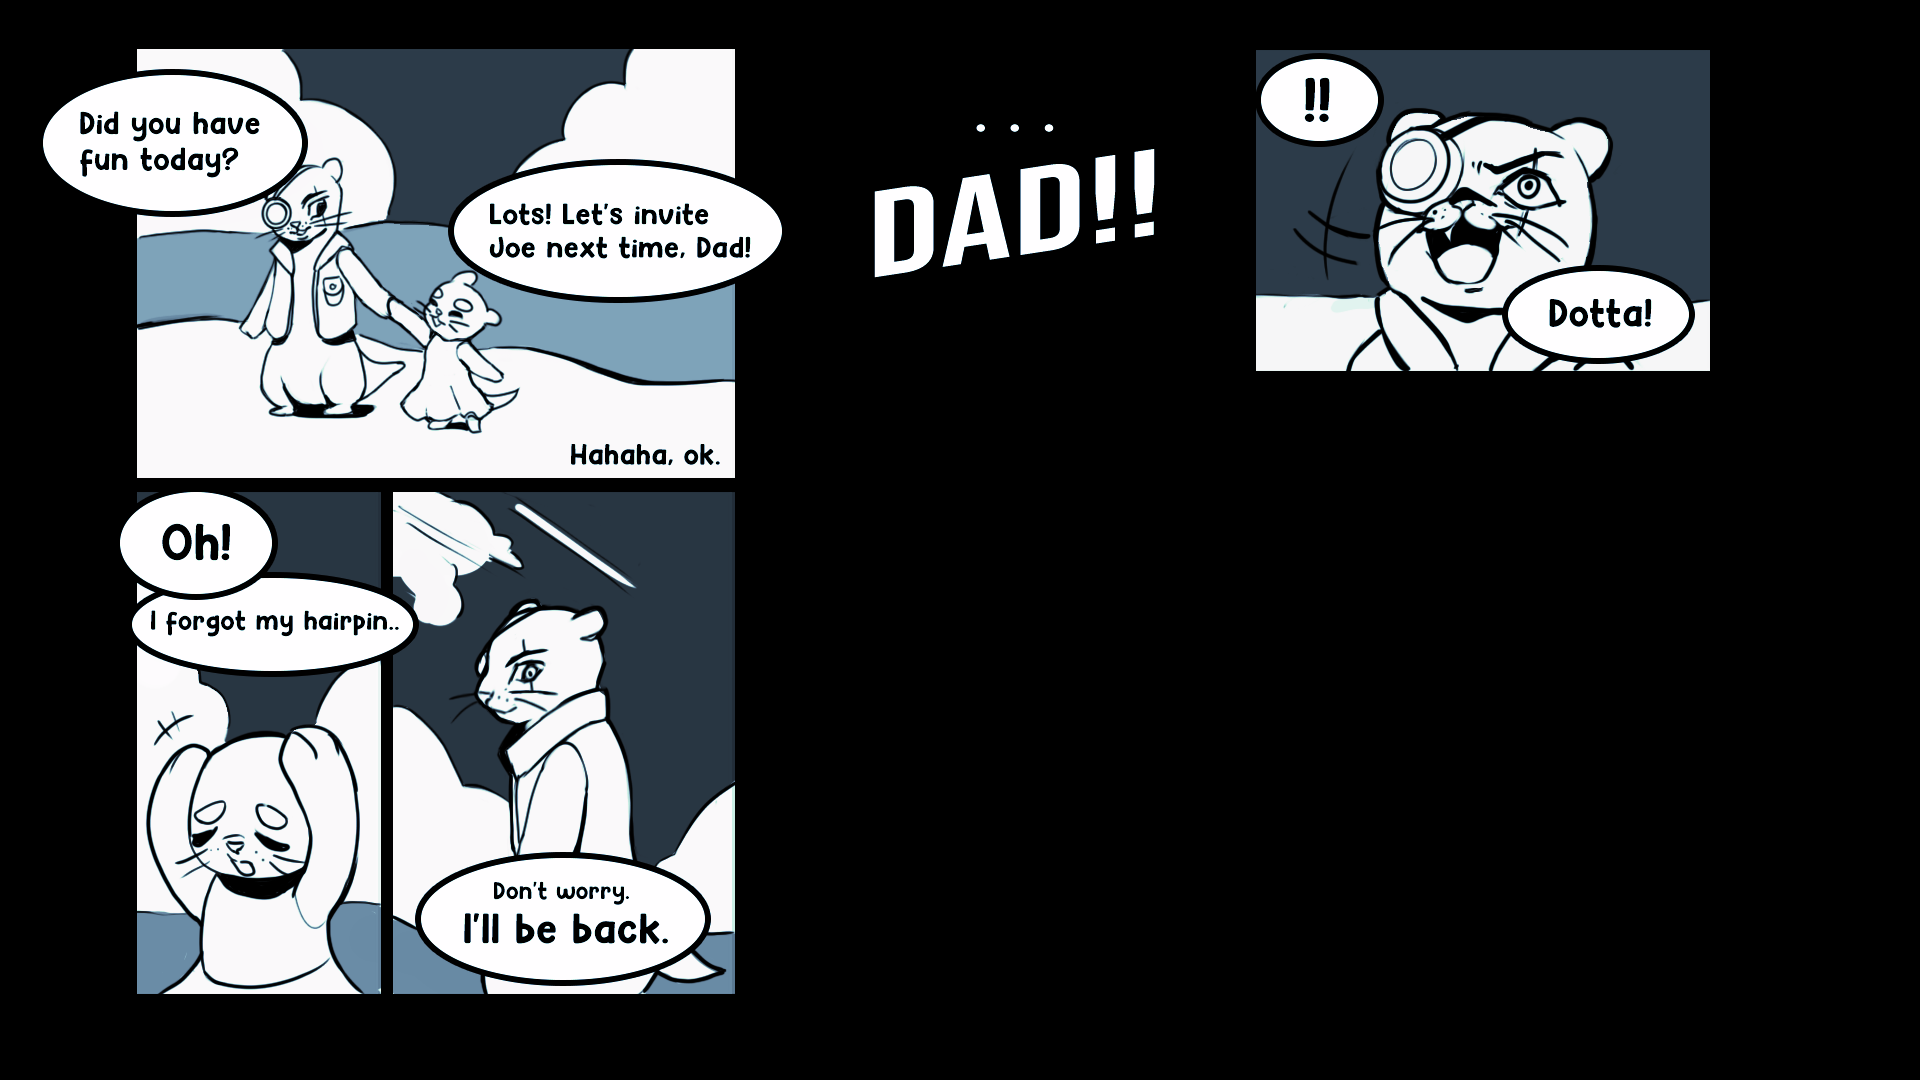 Did you have
fun today?
Lots! Let's invite
Joe next time, Dad!
Hahaha, ok.
Oh!
I forgot my hairpin..
Don't worry.
I'll be back.
...
DAD!!
!!
Dotta!